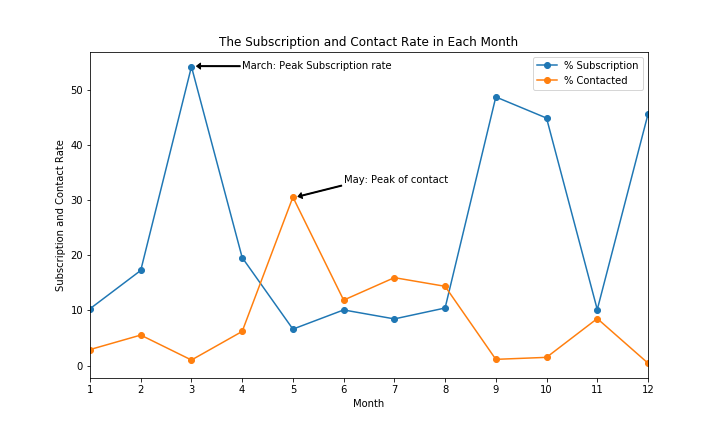 The Subscription and Contact Rate in Each Month
% Subscription
% Contacted
March: Peak Subscription rate
May: Peak of contact
Subscription and Contact Rate
50
40
30
20
10
0
1 2 3 4 5 6 7 8 9 10 11 12
Month